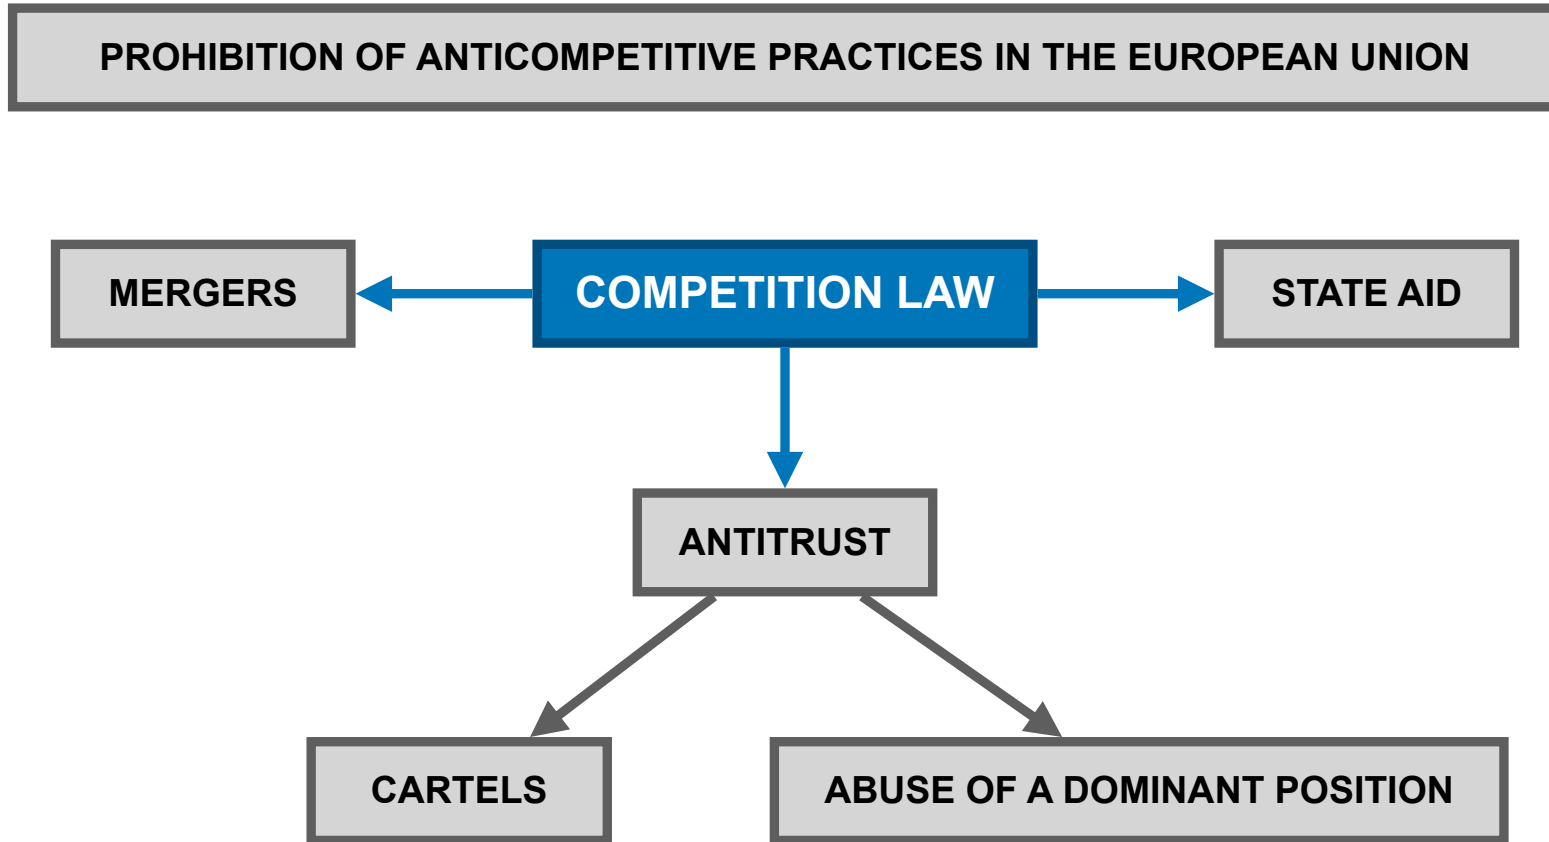 PROHIBITION OF ANTICOMPETITIVE PRACTICES IN THE EUROPEAN UNION
MERGERS
COMPETITION LAW
STATE AID
ANTITRUST
CARTELS
ABUSE OF A DOMINANT POSITION